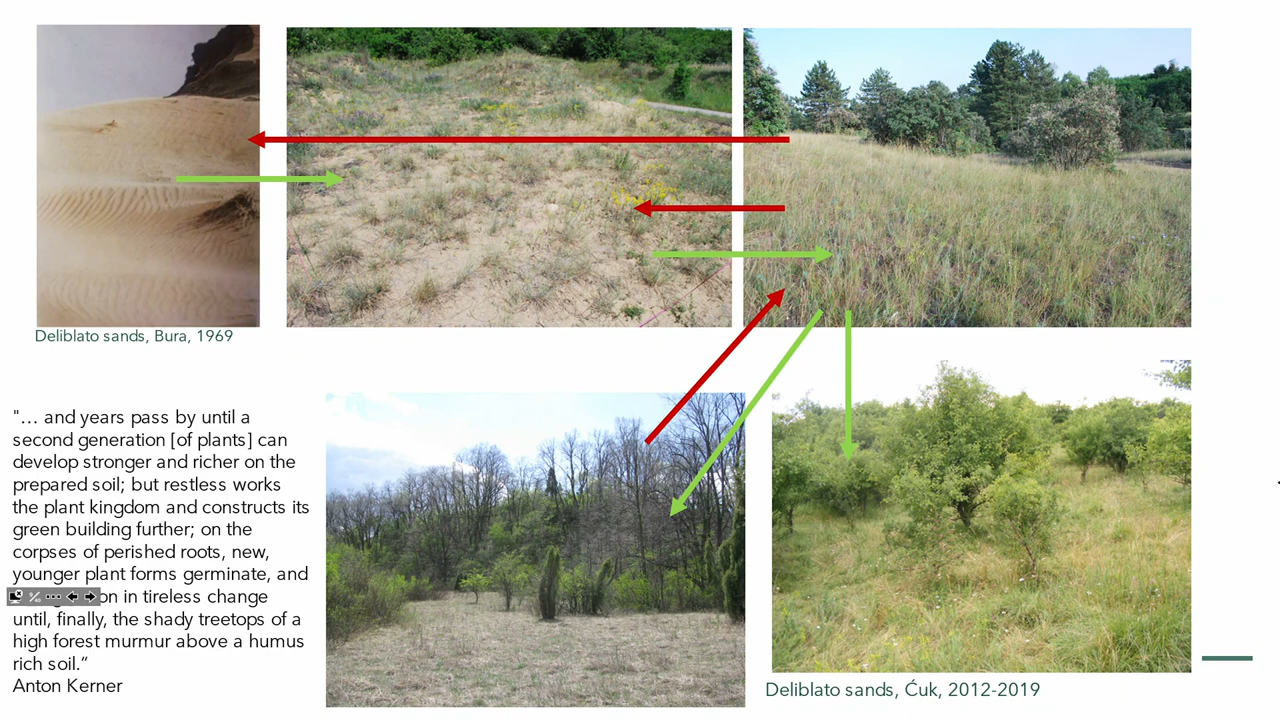 Deliblato sands, Bura, 1969
"... and years pass by until a
second generation [of plants] can
develop stronger and richer on the
prepared soil; but restless works
the plant kingdom and constructs its
green building further; on the
corpses of perished roots, new,
younger plant forms germinate, and
on in tireless change
until, finally, the shady treetops of a
high forest murmur above a humus
rich soil.“
Anton Kerner
Deliblato sands, Ćuk, 2012-2019